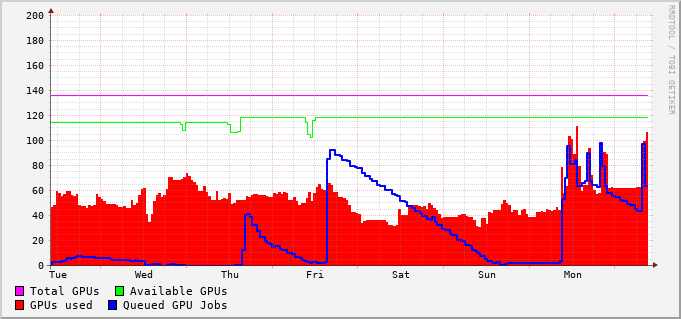 200
180
160
140
120
100
80
60
40
20
0
Tue Wed Thu Fri Sat Sun Mon
Total GPUs Available GPUs
GPUs used Queued GPU Jobs
RRDTOOL / TOBI OETIKER